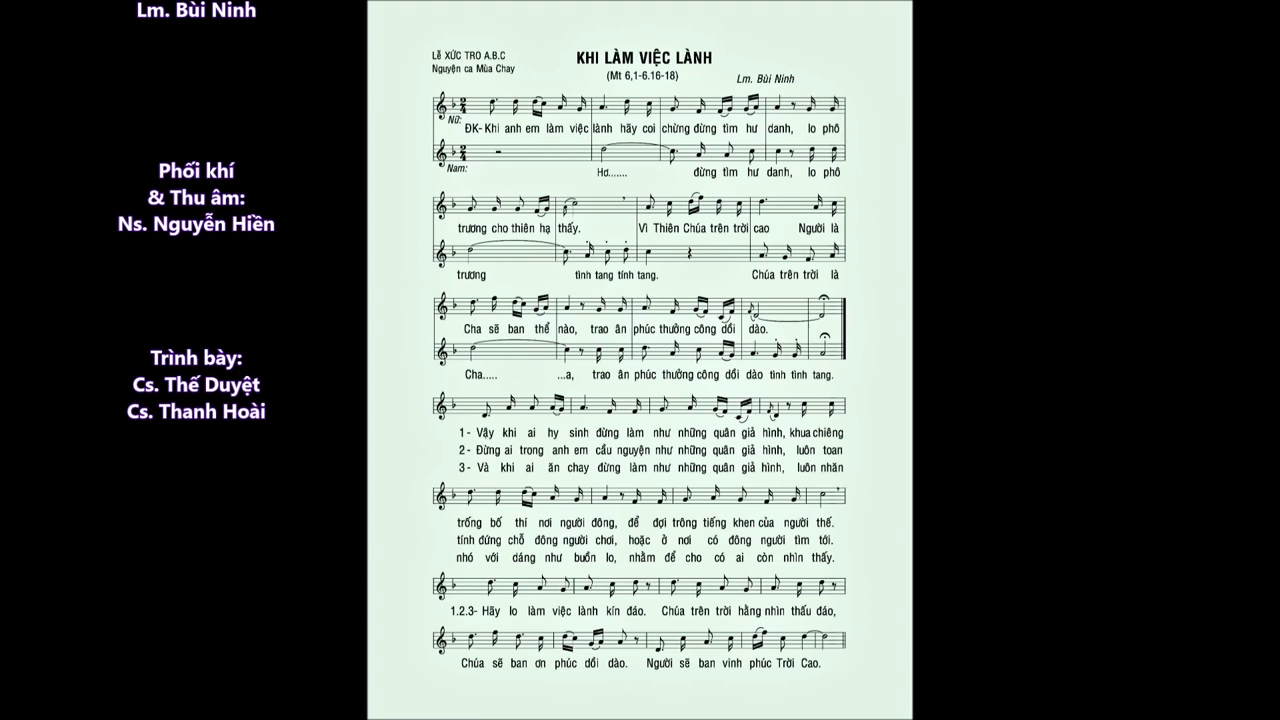 Lm. Bùi Ninh
Phối khí
& Thu âm:
Ns. Nguyễn Hiền
Trình bày:
Cs. Thế Duyệt
Cs. Thanh Hoài
Lễ XỨC TRO A.B.C
Nguyện ca Mùa Chay
KHI LÀM VIỆC LÀNH
(Mt 6,1-6.16-18)
Lm. Bùi Ninh
Nữ:
ĐK- Khi anh em làm việc lành hãy coi chừng đừng tìm hư danh, lo phô
Nam:
Hơ....... đừng tìm hư danh, lo phô
trương cho thiên hạ thấy. Vì Thiên Chúa trên trời cao Người là
trương tình tang tính tang. Chúa trên trời là
Cha sẽ ban thể nào, trao ân phúc thưởng công dồi dào.
Cha..... ...a, trao ân phúc thưởng công dồi dào tình tình tang.
1- Vậy khi ai hy sinh đừng làm như những quân giả hình, khua chiêng
2- Đừng ai trong anh em cầu nguyện như những quân giả hình, luôn toan
3- Và khi ai ăn chay đừng làm như những quân giả hình, luôn nhăn
trống bố thí nơi người đông, để đợi trông tiếng khen của người thế.
tính đứng chỗ đông người chơi, hoặc ở nơi có đông người tìm tới.
nhó với dáng như buồn lo, nhằm để cho có ai còn nhìn thấy.
1.2.3- Hãy lo làm việc lành kín đáo. Chúa trên trời hằng nhìn thấu đáo,
Chúa sẽ ban ơn phúc dồi dào. Người sẽ ban vinh phúc Trời Cao.